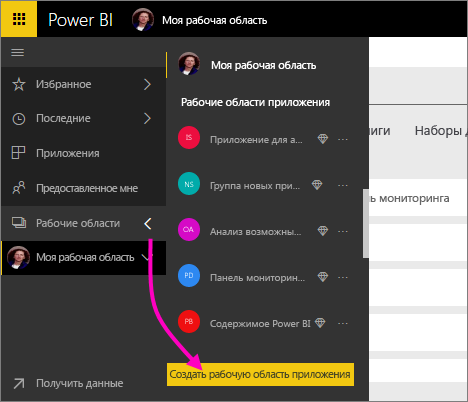 Power BI
Моя рабочая область
Избранное
Последние
Приложения
Предоставленное мне
Рабочие области
Моя рабочая область
Получить данные
Моя рабочая область
Рабочие области приложения
IS Приложение для а... ...
NS Группа новых при... ...
OA Анализ возможны... ...
PD Панель мониторин... ...
PB Содержимое Power BI ...
Создать рабочую область приложения
иги Наборы д
ь мониторинга